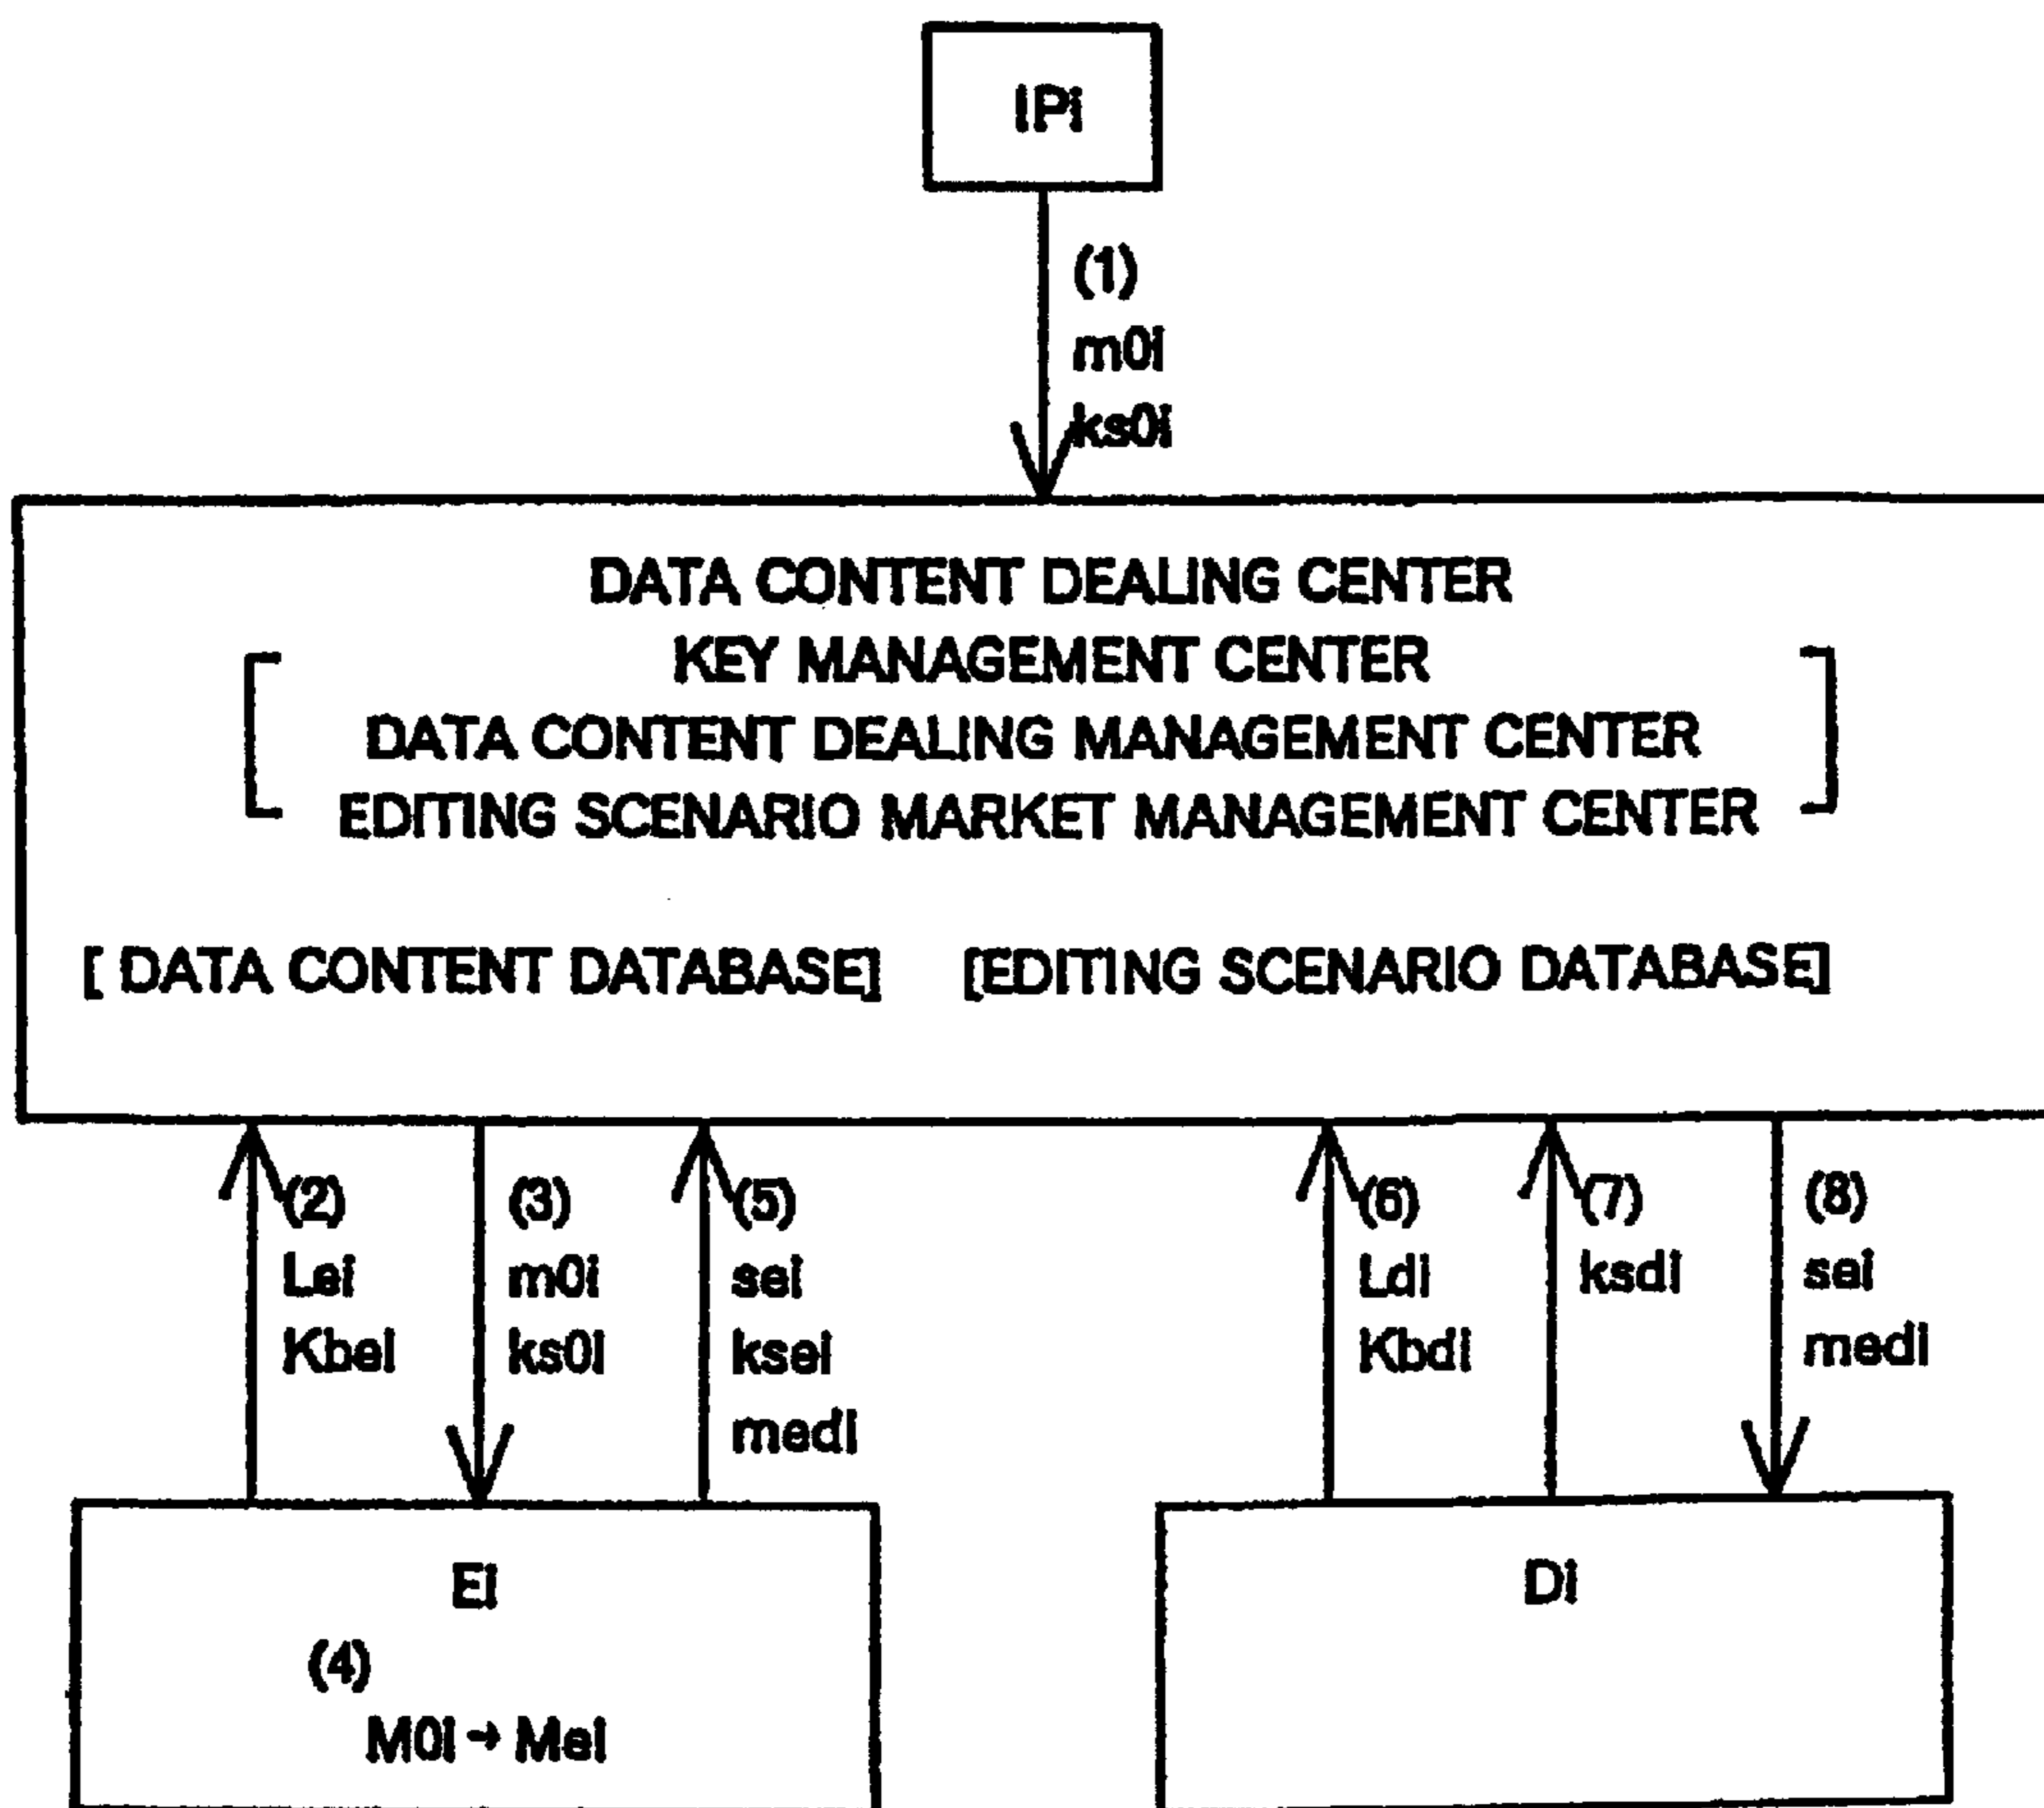 IPi
(1)
m0i
ks0i
DATA CONTENT DEALING CENTER
KEY MANAGEMENT CENTER
DATA CONTENT DEALING MANAGEMENT CENTER
EDITING SCENARIO MARKET MANAGEMENT CENTER
[ DATA CONTENT DATABASE] [EDITING SCENARIO DATABASE]
(2)
Lei
Kbei
(3)
m0i
ks0i
(5)
sei
ksei
medi
(6)
Ldi
Kbdi
(7)
ksdi
(8)
sei
medi
Ei
(4)
M0i → Mei
Di